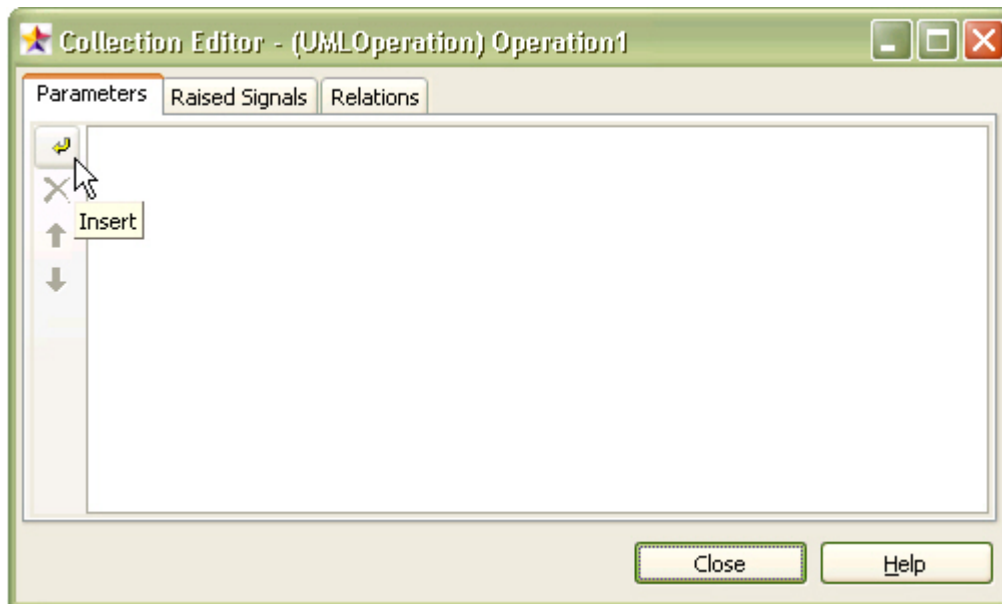 Collection Editor - (UMLOperation) Operation1
Parameters Raised Signals Relations
Insert
Close Help